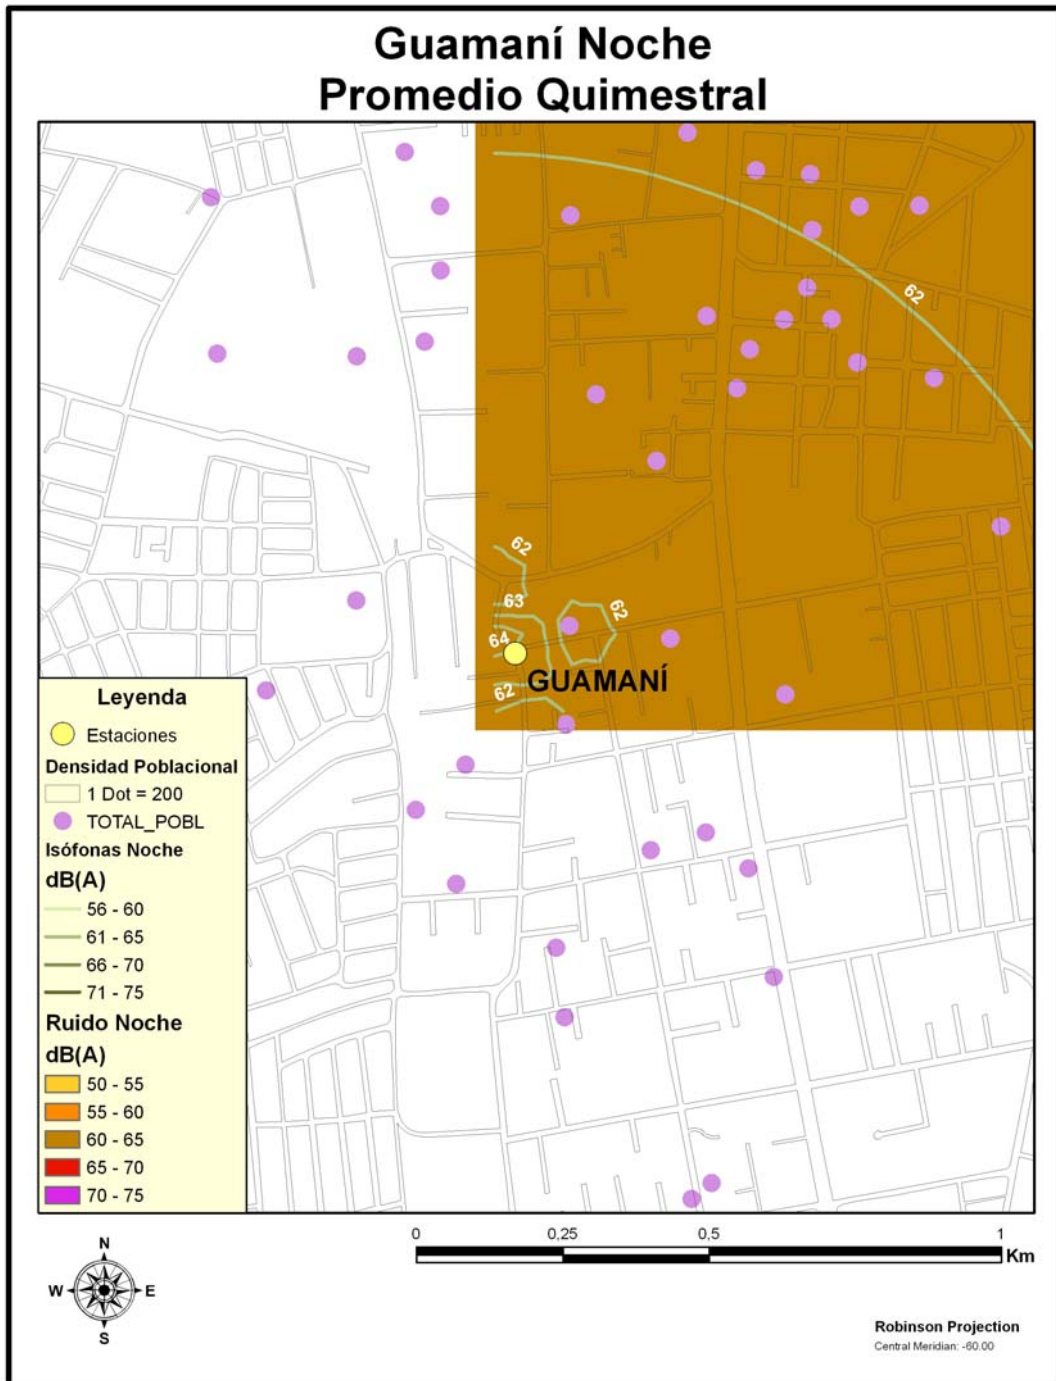 Guamaní Noche
Promedio Quimestral
62
62
63
62
64
GUAMANÍ
62
Leyenda
Estaciones
Densidad Poblacional
1 Dot = 200
TOTAL_POBL
Isófonas Noche
dB(A)
56 - 60
61 - 65
66 - 70
71 - 75
Ruido Noche
dB(A)
50 - 55
55 - 60
60 - 65
65 - 70
70 - 75
0 0,25 0,5 1
Km
N
W E
S
Robinson Projection
Central Meridian: -60.00